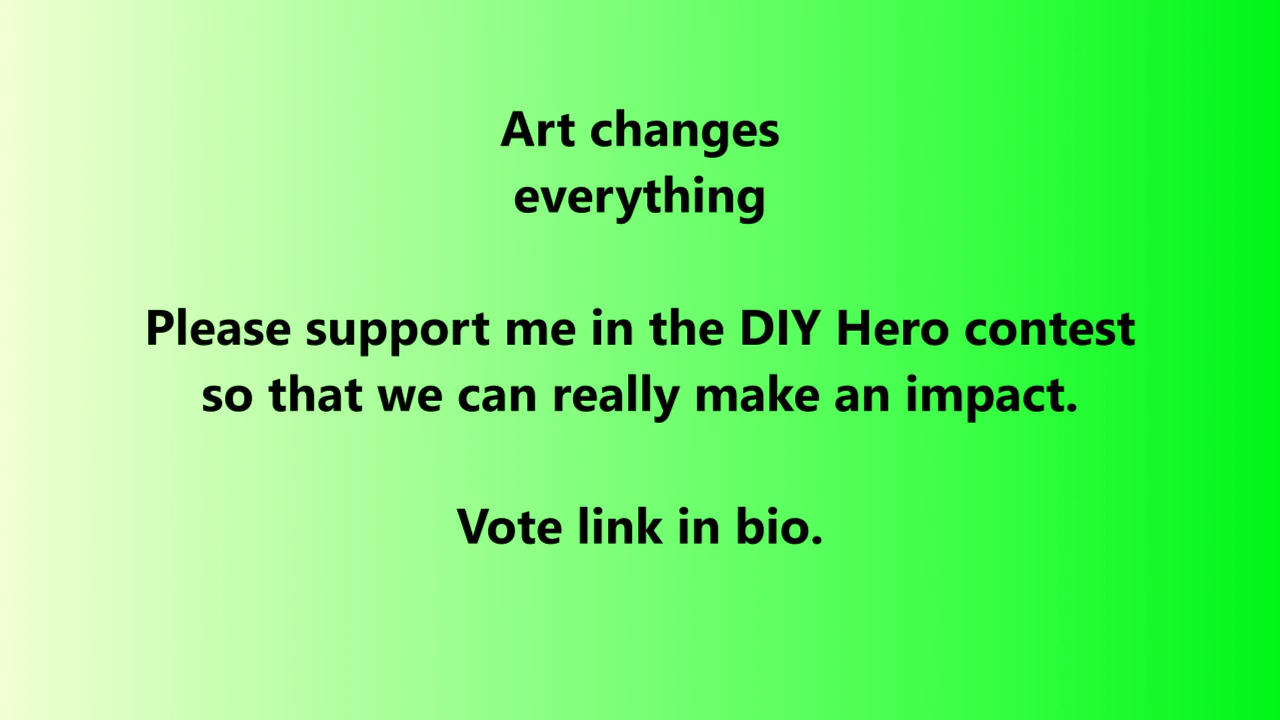 Art changes
everything
Please support me in the DIY Hero contest
so that we can really make an impact.
Vote link in bio.